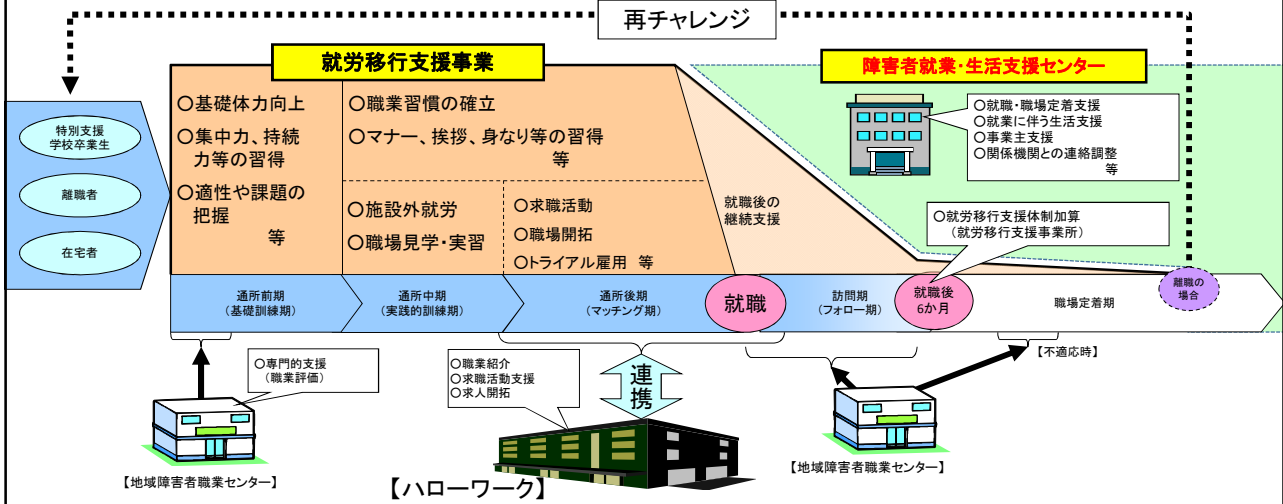 再チャレンジ
就労移行支援事業
障害者就業・生活支援センター
特別支援
学校卒業生
離職者
在宅者
○基礎体力向上
○集中力、持続
力等の習得
○適性や課題の
把握
等
○職業習慣の確立
○マナー、挨拶、身なり等の習得
等
○施設外就労
○職場見学・実習
○求職活動
○職場開拓
○トライアル雇用 等
就職後の
継続支援
○就職・職場定着支援
○就業に伴う生活支援
○事業主支援
○関係機関との連絡調整
等
○就労移行支援体制加算
(就労移行支援事業所)
通所前期
(基礎訓練期)
通所中期
(実践的訓練期)
通所後期
(マッチング期)
就職
訪問期
(フォロー期)
就職後
6か月
職場定着期
離職の
場合
○専門的支援
(職業評価)
【地域障害者職業センター】
○職業紹介
○求職活動支援
○求人開拓
連携
【ハローワーク】
【不適応時】
【地域障害者職業センター】